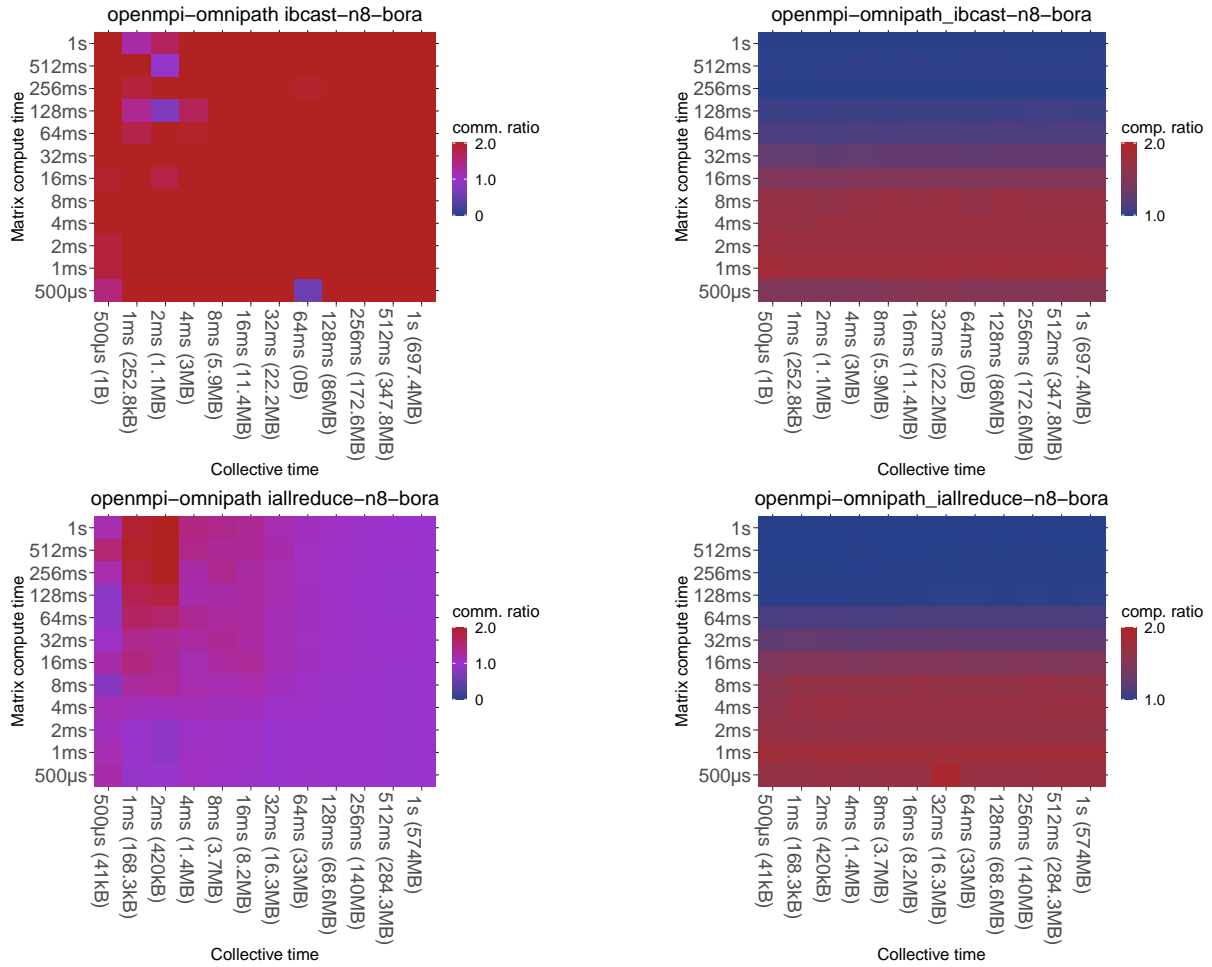 openmpi−omnipath ibcast−n8−bora
1s
512ms
256ms
128ms
64ms
32ms
16ms
8ms
4ms
2ms
1ms
500µs
Matrix compute time
500µs (1B)
1ms (252.8kB)
2ms (1.1MB)
4ms (3MB)
8ms (5.9MB)
16ms (11.4MB)
32ms (22.2MB)
64ms (0B)
128ms (86MB)
256ms (172.6MB)
512ms (347.8MB)
1s (697.4MB)
Collective time
comm. ratio
2.0
1.0
0
openmpi−omnipath_ibcast−n8−bora
1s
512ms
256ms
128ms
64ms
32ms
16ms
8ms
4ms
2ms
1ms
500µs
Matrix compute time
500µs (1B)
1ms (252.8kB)
2ms (1.1MB)
4ms (3MB)
8ms (5.9MB)
16ms (11.4MB)
32ms (22.2MB)
64ms (0B)
128ms (86MB)
256ms (172.6MB)
512ms (347.8MB)
1s (697.4MB)
Collective time
comp. ratio
2.0
1.0
openmpi−omnipath iallreduce−n8−bora
1s
512ms
256ms
128ms
64ms
32ms
16ms
8ms
4ms
2ms
1ms
500µs
Matrix compute time
500µs (41kB)
1ms (168.3kB)
2ms (420kB)
4ms (1.4MB)
8ms (3.7MB)
16ms (8.2MB)
32ms (16.3MB)
64ms (33MB)
128ms (68.6MB)
256ms (140MB)
512ms (284.3MB)
1s (574MB)
Collective time
comm. ratio
2.0
1.0
0
openmpi−omnipath_iallreduce−n8−bora
1s
512ms
256ms
128ms
64ms
32ms
16ms
8ms
4ms
2ms
1ms
500µs
Matrix compute time
500µs (41kB)
1ms (168.3kB)
2ms (420kB)
4ms (1.4MB)
8ms (3.7MB)
16ms (8.2MB)
32ms (16.3MB)
64ms (33MB)
128ms (68.6MB)
256ms (140MB)
512ms (284.3MB)
1s (574MB)
Collective time
comp. ratio
2.0
1.0